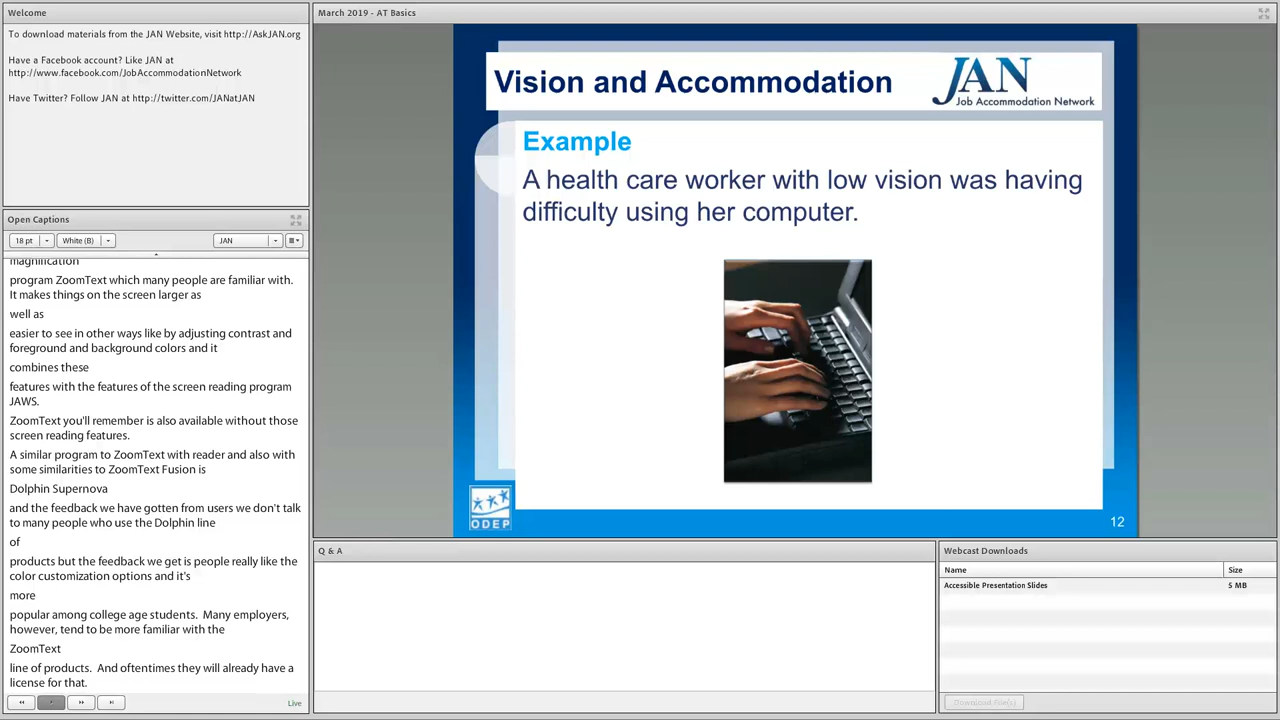 Welcome
To download materials from the JAN Website, visit http://AskJAN.org
Have a Facebook account? Like JAN at
http://www.facebook.com/JobAccommodationNetwork
Have Twitter? Follow JAN at http://twitter.com/JANatJAN
Open Captions
18 pt
White (B)
JAN
magnification
program ZoomText which many people are familiar with.
It makes things on the screen larger as
well as
easier to see in other ways like by adjusting contrast and
foreground and background colors and it
combines these
features with the features of the screen reading program
JAWS.
ZoomText you'll remember is also available without those
screen reading features.
A similar program to ZoomText with reader and also with
some similarities to ZoomText Fusion is
Dolphin Supernova
and the feedback we have gotten from users we don't talk
to many people who use the Dolphin line
of
products but the feedback we get is people really like the
color customization options and it's
more
popular among college age students.  Many employers,
however, tend to be more familiar with the
ZoomText
line of products.  And oftentimes they will already have a
license for that.
Live
March 2019 - AT Basics
Vision and Accommodation
JAN
Job Accommodation Network
Example
A health care worker with low vision was having
difficulty using her computer.
ODEP
12
Q & A
Webcast Downloads
Name Size
Accessible Presentation Slides 5 MB
Download File(s)